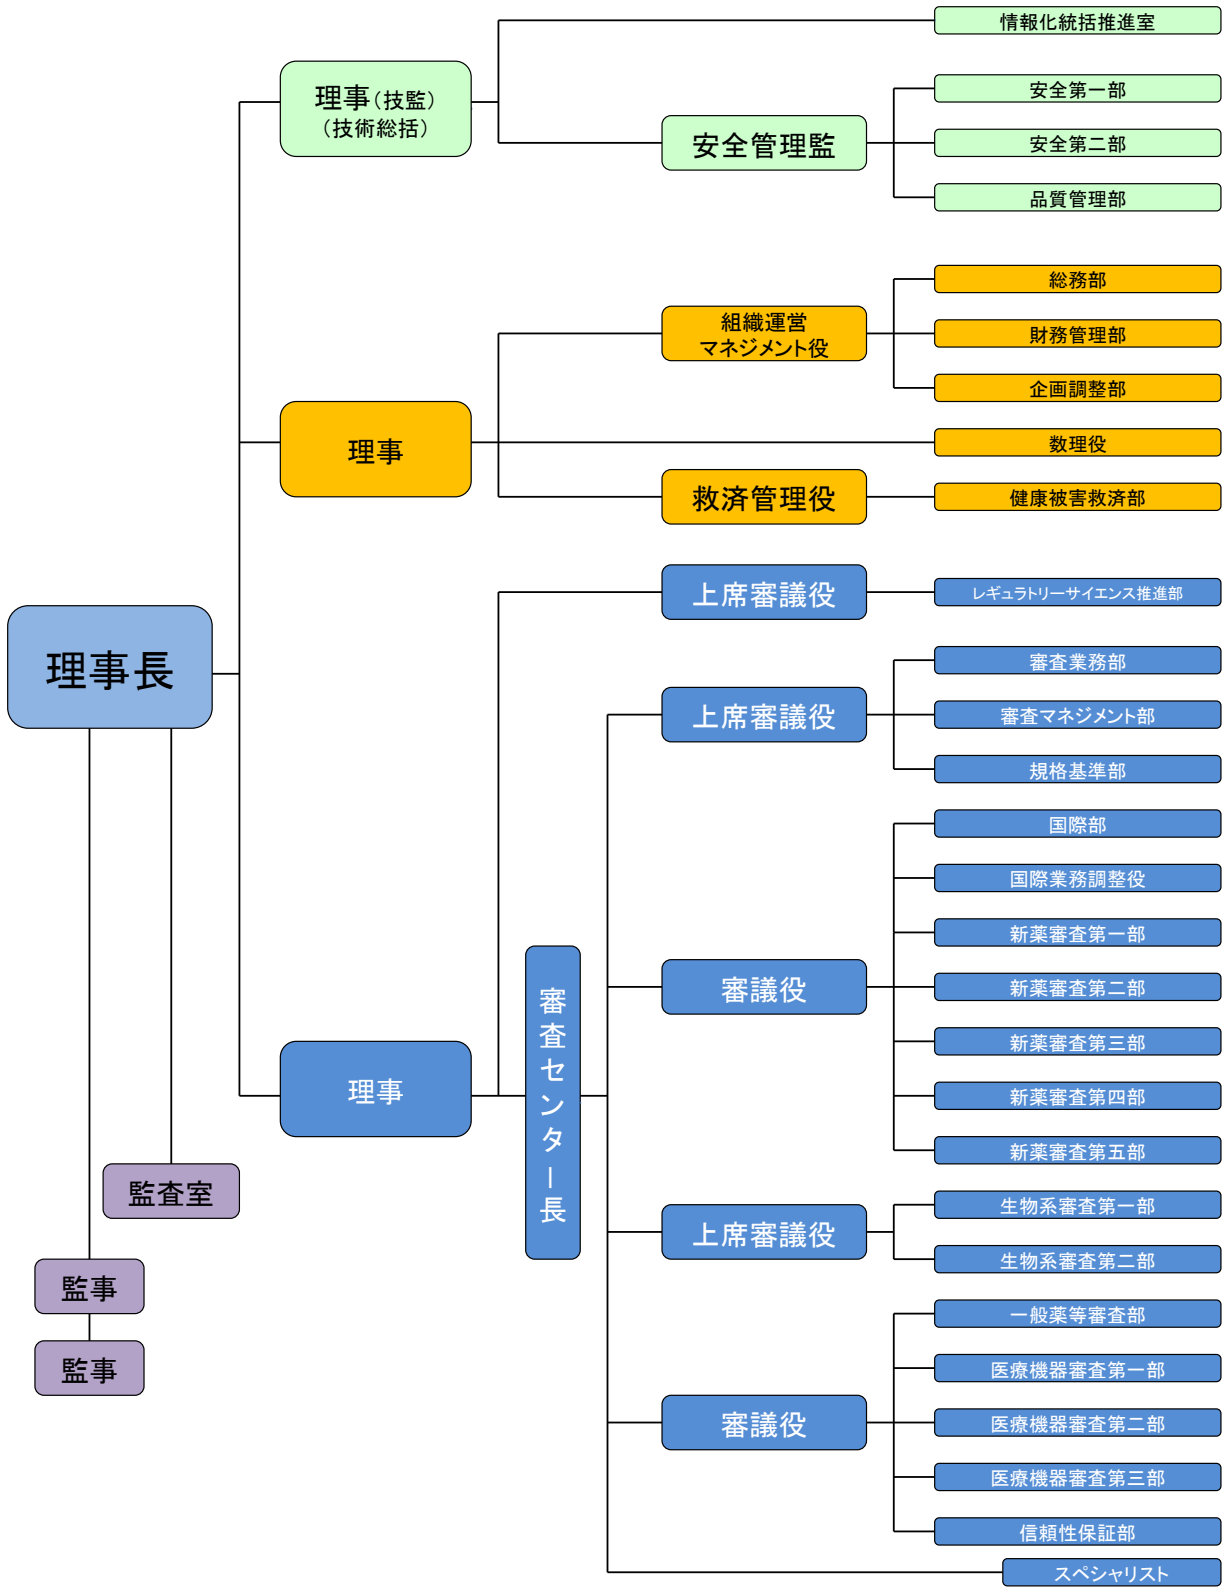 情報化統括推進室
理事（技監）
（技術総括）
安全第一部
安全管理監
安全第二部
品質管理部
総務部
組織運営
マネジメント役
財務管理部
企画調整部
理事
数理役
救済管理役
健康被害救済部
上席審議役
レギュラトリーサイエンス推進部
理事長
審査業務部
上席審議役
審査マネジメント部
規格基準部
国際部
国際業務調整役
新薬審査第一部
審議役
新薬審査第二部
新薬審査第三部
理事
審査センター長
新薬審査第四部
新薬審査第五部
監査室
生物系審査第一部
上席審議役
生物系審査第二部
監事
一般薬等審査部
監事
医療機器審査第一部
審議役
医療機器審査第二部
医療機器審査第三部
信頼性保証部
スペシャリスト